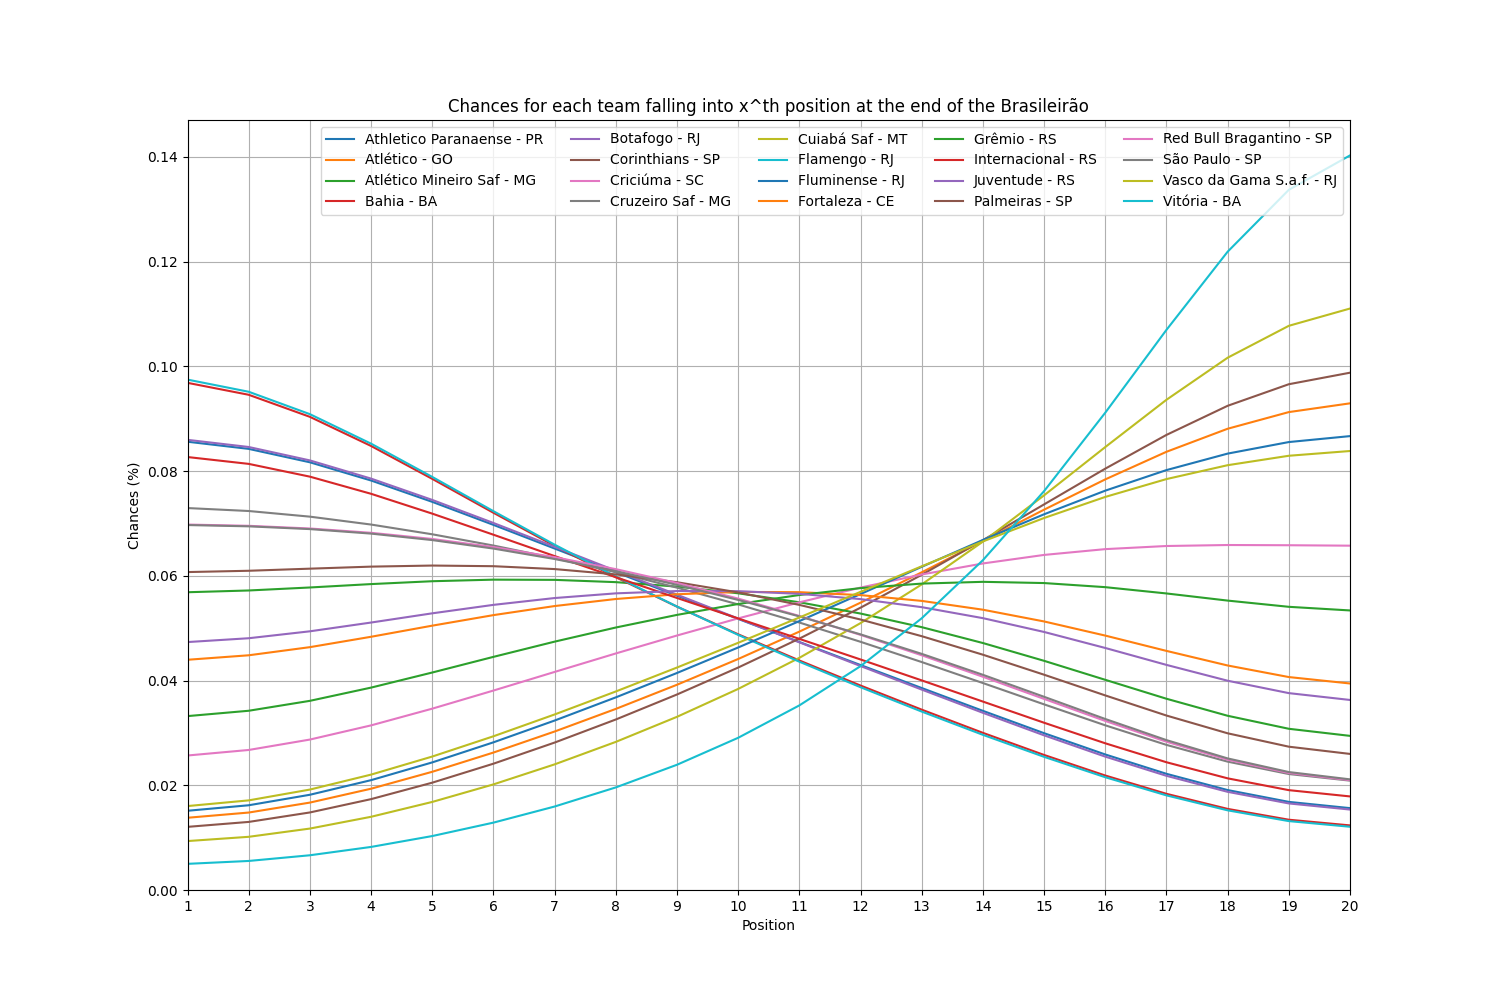 Chances for each team falling into x^th position at the end of the Brasileirão
Athletico Paranaense - PR
Atlético - GO
Atlético Mineiro Saf - MG
Bahia - BA
Botafogo - RJ
Corinthians - SP
Criciúma - SC
Cruzeiro Saf - MG
Cuiabá Saf - MT
Flamengo - RJ
Fluminense - RJ
Fortaleza - CE
Grêmio - RS
Internacional - RS
Juventude - RS
Palmeiras - SP
Red Bull Bragantino - SP
São Paulo - SP
Vasco da Gama S.a.f. - RJ
Vitória - BA
Chances (%)
0.14
0.12
0.10
0.08
0.06
0.04
0.02
0.00
1 2 3 4 5 6 7 8 9 10 11 12 13 14 15 16 17 18 19 20
Position